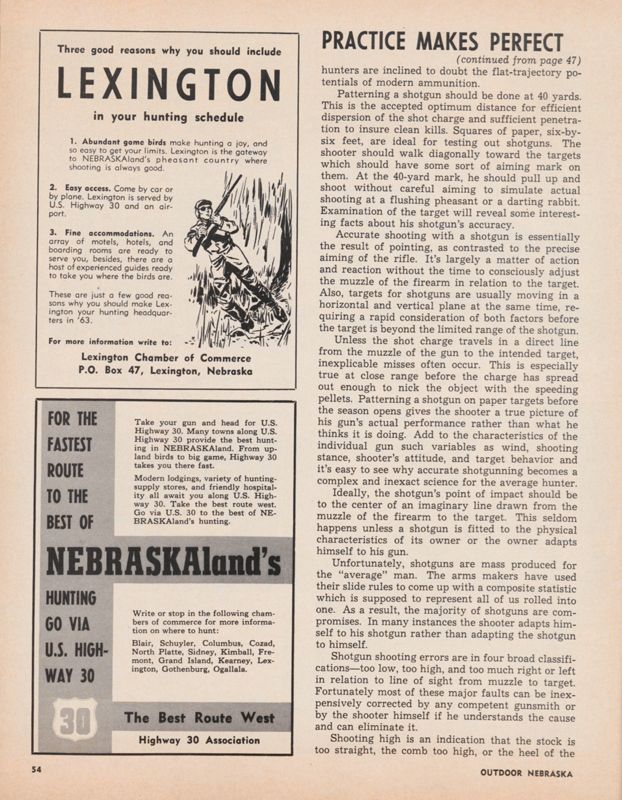 Three good reasons why you should include
LEXINGTON
in your hunting schedule
1. Abundant game birds make hunting a joy, and
so easy to get your limits. Lexington is the gateway
to NEBRASKAland's pheasant country where
shooting is always good.
2. Easy access. Come by car or
by plane. Lexington is served by
U.S. Highway 30 and an air-
port.
3. Fine accommodations. An
array of motels, hotels, and
boarding rooms are ready to
serve you, besides, there are a
host of experienced guides ready
to take you where the birds are.
These are just a few good rea-
sons why you should make Lex-
ington your hunting headquar-
ters in '63.
For more information write to:
Lexington Chamber of Commerce
P.O. Box 47, Lexington, Nebraska
FOR THE
FASTEST
ROUTE
TO THE
BEST OF
Take your gun and head for U.S.
Highway 30. Many towns along U.S.
Highway 30 provide the best hunt-
ing in NEBRASKAland. From up-
land birds to big game, Highway 30
takes you there fast.
Modern lodgings, variety of hunting-
supply stores, and friendly hospital-
ity all await you along U.S. High-
way 30. Take the best route west.
Go via U.S. 30 to the best of NE-
BRASKAland's hunting.
NEBRASKAland's
HUNTING
GO VIA
U.S. HIGH-
WAY 30
Write or stop in the following cham-
bers of commerce for more informa-
tion on where to hunt:
Blair, Schuyler, Columbus, Cozad,
North Platte, Sidney, Kimball, Fre-
mont, Grand Island, Kearney, Lex-
ington, Gothenburg, Ogallala.
30
The Best Route West
Highway 30 Association
PRACTICE MAKES PERFECT
(continued from page 47)
hunters are inclined to doubt the flat-trajectory po-
tentials of modern ammunition.
Patterning a shotgun should be done at 40 yards.
This is the accepted optimum distance for efficient
dispersion of the shot charge and sufficient penetra-
tion to insure clean kills. Squares of paper, six-by-
six feet, are ideal for testing out shotguns. The
shooter should walk diagonally toward the targets
which should have some sort of aiming mark on
them. At the 40-yard mark, he should pull up and
shoot without careful aiming to simulate actual
shooting at a flushing pheasant or a darting rabbit.
Examination of the target will reveal some interest-
ing facts about his shotgun's accuracy.
Accurate shooting with a shotgun is essentially
the result of pointing, as contrasted to the precise
aiming of the rifle. It's largely a matter of action
and reaction without the time to consciously adjust
the muzzle of the firearm in relation to the target.
Also, targets for shotguns are usually moving in a
horizontal and vertical plane at the same time, re-
quiring a rapid consideration of both factors before
the target is beyond the limited range of the shotgun.
Unless the shot charge travels in a direct line
from the muzzle of the gun to the intended target,
inexplicable misses often occur. This is especially
true at close range before the charge has spread
out enough to nick the object with the speeding
pellets. Patterning a shotgun on paper targets before
the season opens gives the shooter a true picture of
his gun's actual performance rather than what he
thinks it is doing. Add to the characteristics of the
individual gun such variables as wind, shooting
stance, shooter's attitude, and target behavior and
it's easy to see why accurate shotgunning becomes a
complex and inexact science for the average hunter.
Ideally, the shotgun's point of impact should be
to the center of an imaginary line drawn from the
muzzle of the firearm to the target. This seldom
happens unless a shotgun is fitted to the physical
characteristics of its owner or the owner adapts
himself to his gun.
Unfortunately, shotguns are mass produced for
the "average" man. The arms makers have used
their slide rules to come up with a composite statistic
which is supposed to represent all of us rolled into
one. As a result, the majority of shotguns are com-
promises. In many instances the shooter adapts him-
self to his shotgun rather than adapting the shotgun
to himself.
Shotgun shooting errors are in four broad classifi-
cations—too low, too high, and too much right or left
in relation to line of sight from muzzle to target.
Fortunately most of these major faults can be inex-
pensively corrected by any competent gunsmith or
by the shooter himself if he understands the cause
and can eliminate it.
Shooting high is an indication that the stock is
too straight, the comb too high, or the heel of the
54
OUTDOOR NEBRASKA